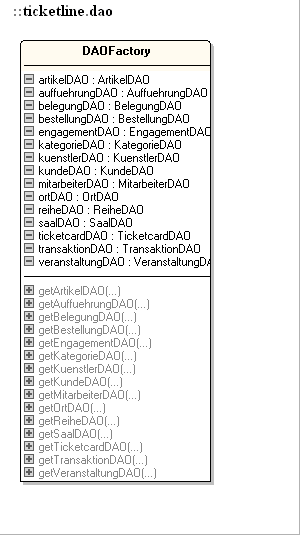 ::ticketline.dao
DAOFactory
artikelDAO : ArtikelDAO
auffuehrungDAO : AuffuehrungDAO
belegungDAO : BelegungDAO
bestellungDAO : BestellungDAO
engagementDAO : EngagementDAO
kategorieDAO : KategorieDAO
kuenstlerDAO : KuenstlerDAO
kundeDAO : KundeDAO
mitarbeiterDAO : MitarbeiterDAO
ortDAO : OrtDAO
reiheDAO : ReiheDAO
saalDAO : SaalDAO
ticketcardDAO : TicketcardDAO
transaktionDAO : TransaktionDAO
veranstaltungDAO : VeranstaltungDA
getArtikelDAO(...)
getAuffuehrungDAO(...)
getBelegungDAO(...)
getBestellungDAO(...)
getEngagementDAO(...)
getKategorieDAO(...)
getKuenstlerDAO(...)
getKundeDAO(...)
getMitarbeiterDAO(...)
getOrtDAO(...)
getReiheDAO(...)
getSaalDAO(...)
getTicketcardDAO(...)
getTransaktionDAO(...)
getVeranstaltungDAO(...)